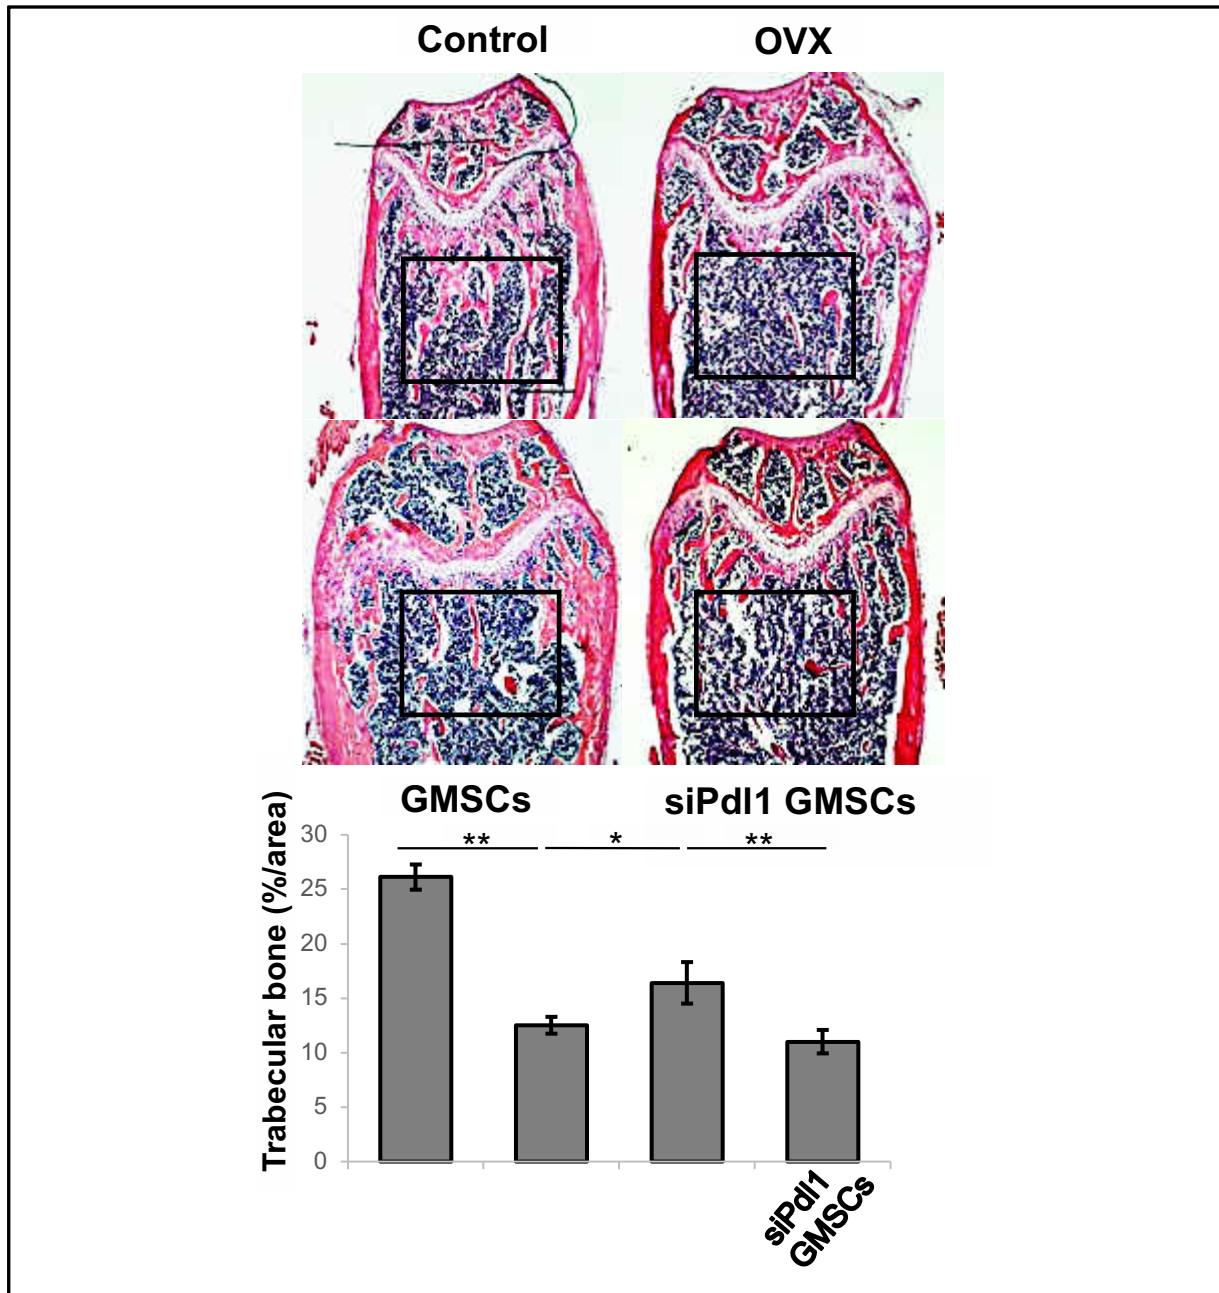 Control OVX
GMSCs siPdl1 GMSCs
Trabecular bone (%/area)
30
25
20
15
10
5
0
** * **
siPdl1
GMSCs